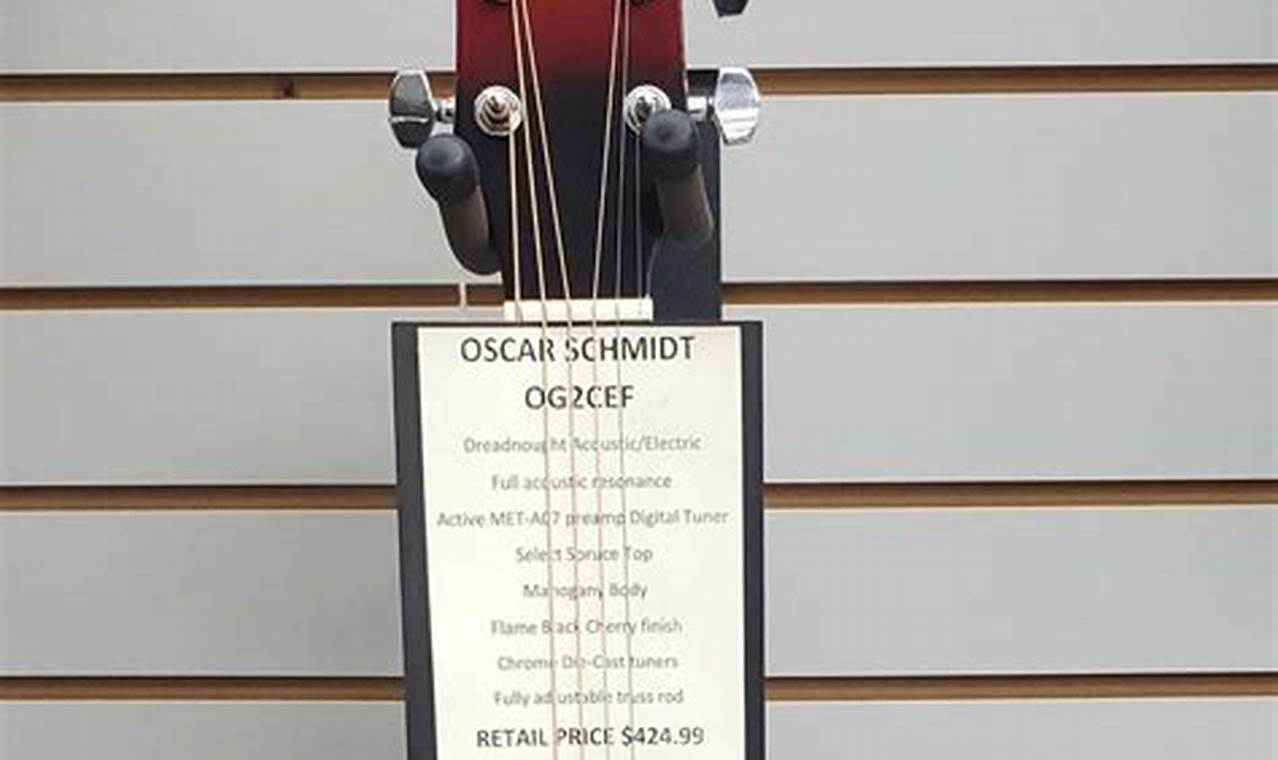 OSCAR SCHMIDT
OG2CEF
Dreadnought Acoustic/Electric
Full acoustic resonance
Active MET-A07 preamp Digital Tuner
Select Spruce Top
Mahogany Body
Flame Black Cherry finish
Chrome Die-Cast tuners
Fully adjustable truss rod
RETAIL PRICE $424.99